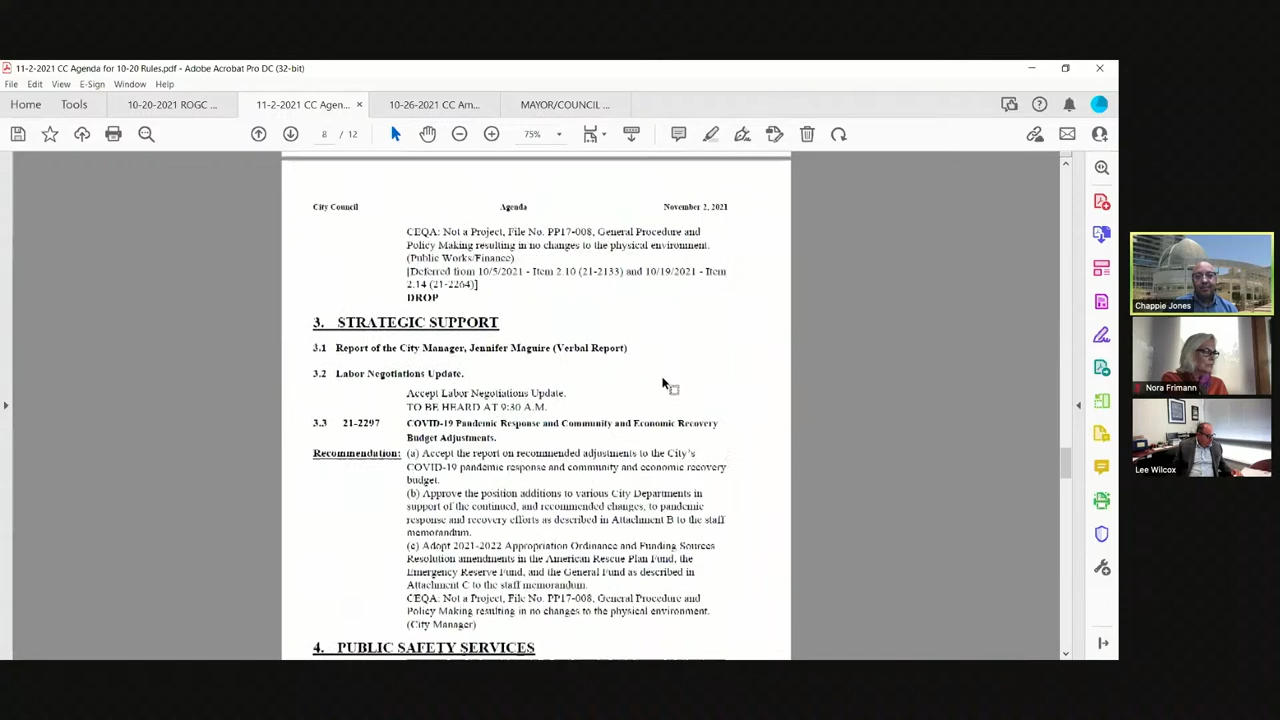 11-2-2021 CC Agenda for 10-20 Rules.pdf - Adobe Acrobat Pro DC (32-bit)
File Edit View E-Sign Window Help
Home Tools 10-20-2021 ROGC ... 11-2-2021 CC Agen... × 10-26-2021 CC Am... MAYOR/COUNCIL ...
8 / 12 75%
City Council Agenda November 2, 2021
CEQA: Not a Project, File No. PP17-008, General Procedure and
Policy Making resulting in no changes to the physical environment.
(Public Works/Finance)
[Deferred from 10/5/2021 - Item 2.10 (21-2133) and 10/19/2021 - Item
2.14 (21-2264)]
DROP
3. STRATEGIC SUPPORT
3.1 Report of the City Manager, Jennifer Maguire (Verbal Report)
3.2 Labor Negotiations Update.
Accept Labor Negotiations Update.
TO BE HEARD AT 9:30 A.M.
3.3 21-2297 COVID-19 Pandemic Response and Community and Economic Recovery
Budget Adjustments.
Recommendation: (a) Accept the report on recommended adjustments to the City's
COVID-19 pandemic response and community and economic recovery
budget.
(b) Approve the position additions to various City Departments in
support of the continued, and recommended changes, to pandemic
response and recovery efforts as described in Attachment B to the staff
memorandum.
(c) Adopt 2021-2022 Appropriation Ordinance and Funding Sources
Resolution amendments in the American Rescue Plan Fund, the
Emergency Reserve Fund, and the General Fund as described in
Attachment C to the staff memorandum.
CEQA: Not a Project, File No. PP17-008, General Procedure and
Policy Making resulting in no changes to the physical environment.
(City Manager)
4. PUBLIC SAFETY SERVICES
Chappie Jones
Nora Frimann
Lee Wilcox